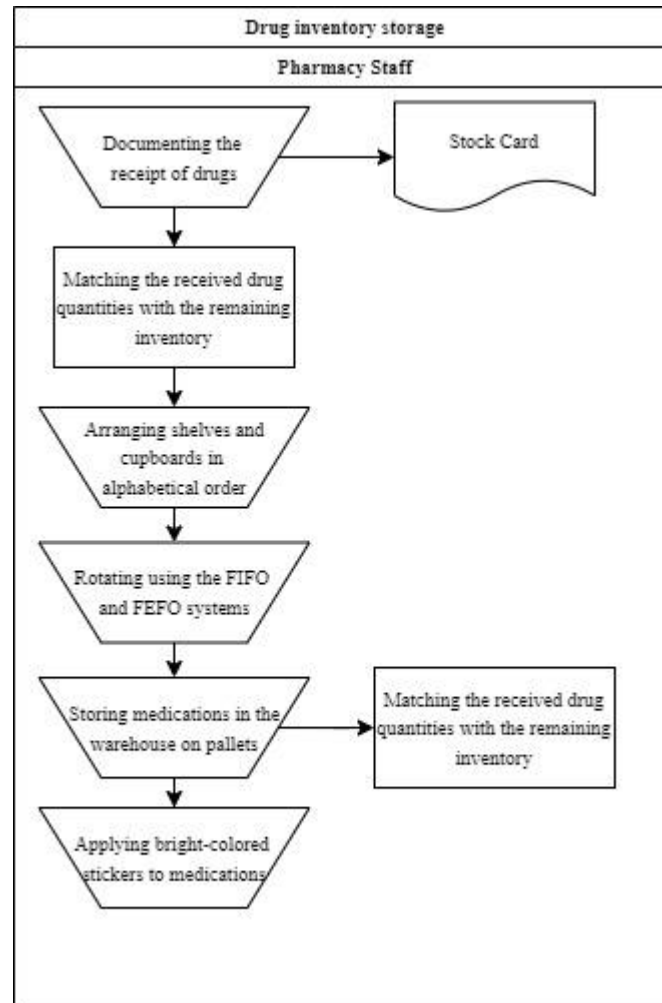 Drug inventory storage
Pharmacy Staff
Documenting the
receipt of drugs
Stock Card
Matching the received drug
quantities with the remaining
inventory
Arranging shelves and
cupboards in
alphabetical order
Rotating using the FIFO
and FEFO systems
Storing medications in the
warehouse on pallets
Matching the received drug
quantities with the remaining
inventory
Applying bright-colored
stickers to medications